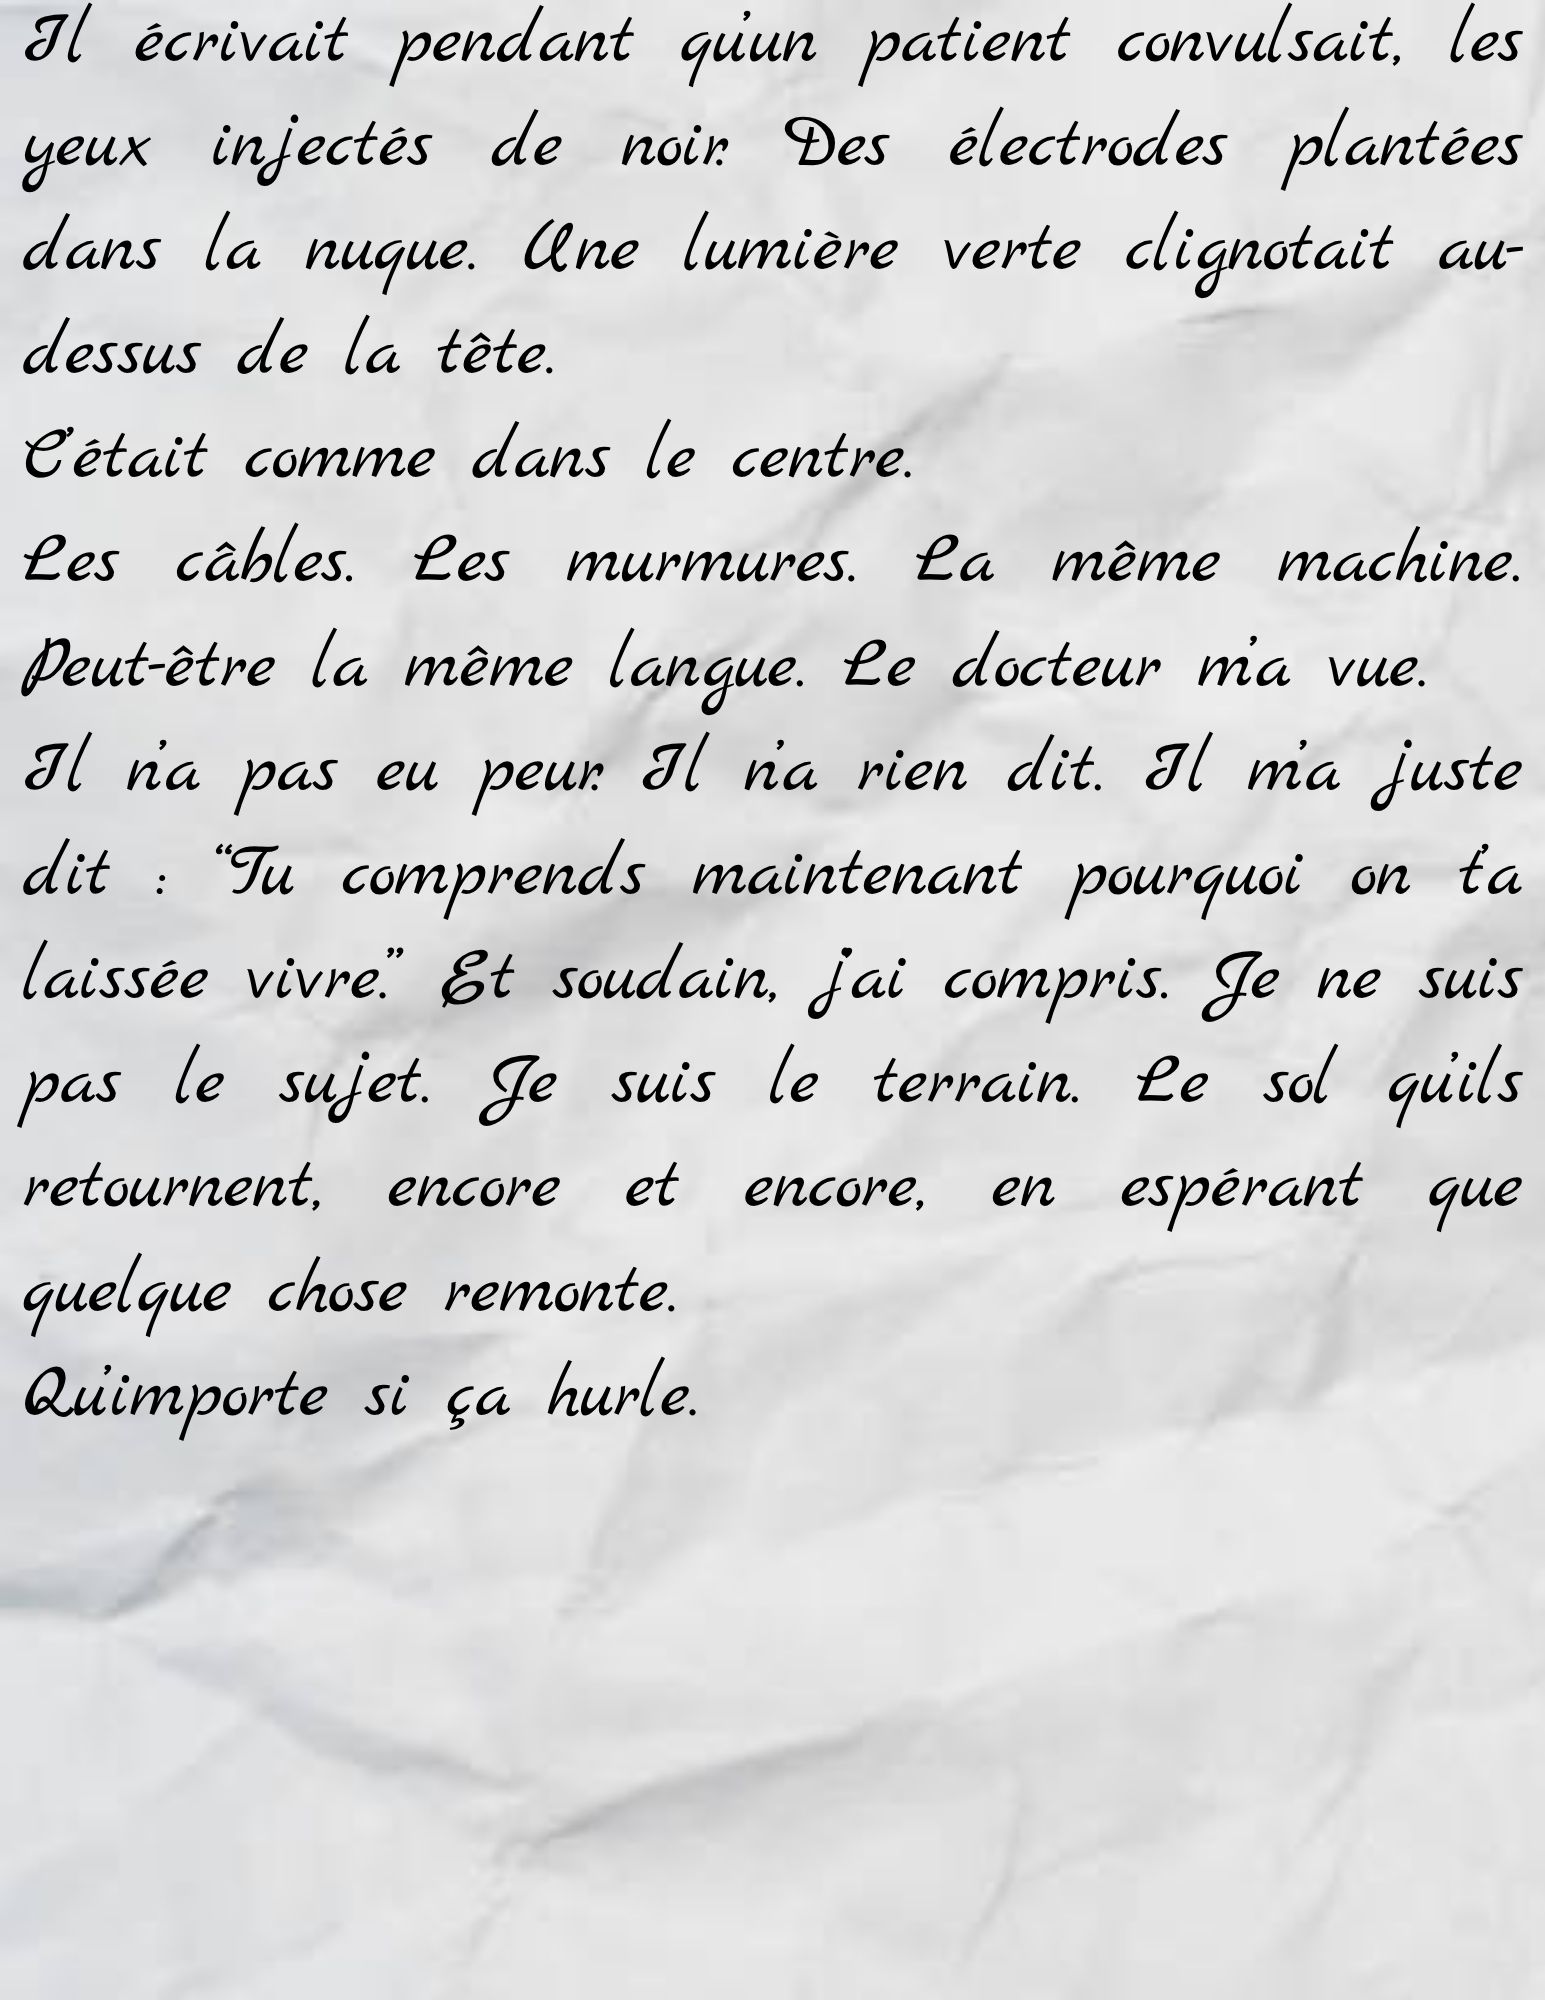 Il écrivait pendant qu'un patient convulsait, les
yeux injectés de noir. Des électrodes plantées
dans la nuque. Une lumière verte clignotait au-
dessus de la tête.
C'était comme dans le centre.
Les câbles. Les murmures. La même machine.
Peut-être la même langue. Le docteur m'a vue.
Il n'a pas eu peur. Il n'a rien dit. Il m'a juste
dit : “Tu comprends maintenant pourquoi on t'a
laissée vivre.” Et soudain, j'ai compris. Je ne suis
pas le sujet. Je suis le terrain. Le sol qu'ils
retournent, encore et encore, en espérant que
quelque chose remonte.
Qu'importe si ça hurle.